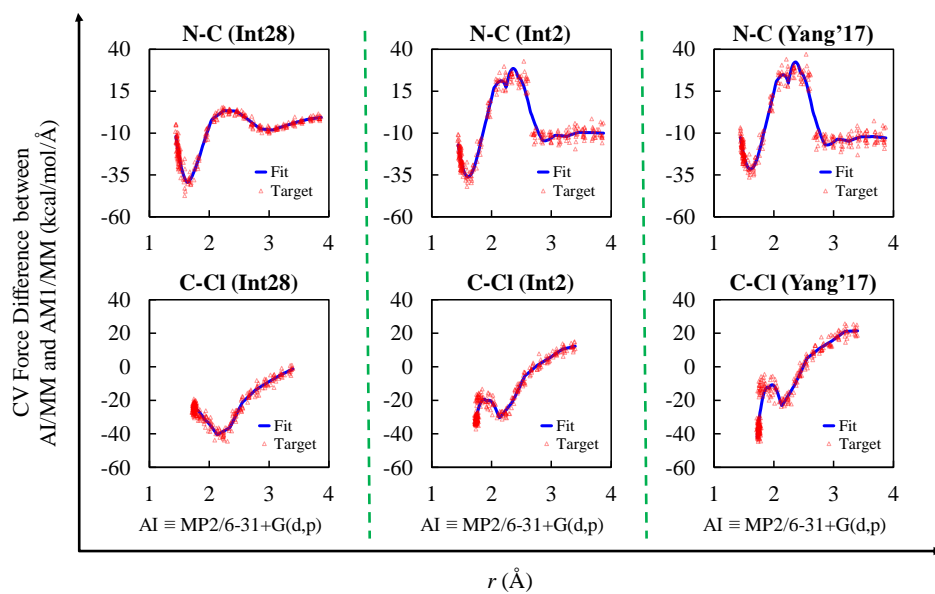 N-C (Int28)
N-C (Int2)
N-C (Yang’17)
40
15
-10
-35
-60
Fit
Target
1 2 3 4
40
15
-10
-35
-60
Fit
Target
1 2 3 4
40
15
-10
-35
-60
Fit
Target
1 2 3 4
CV Force Difference between
AI/MM and AM1/MM (kcal/mol/Å)
C-Cl (Int28)
C-Cl (Int2)
C-Cl (Yang’17)
40
20
0
-20
-40
-60
Fit
Target
1 2 3 4
40
20
0
-20
-40
-60
Fit
Target
1 2 3 4
40
20
0
-20
-40
-60
Fit
Target
1 2 3 4
AI ≡ MP2/6-31+G(d,p)
AI ≡ MP2/6-31+G(d,p)
AI ≡ MP2/6-31+G(d,p)
r (Å)